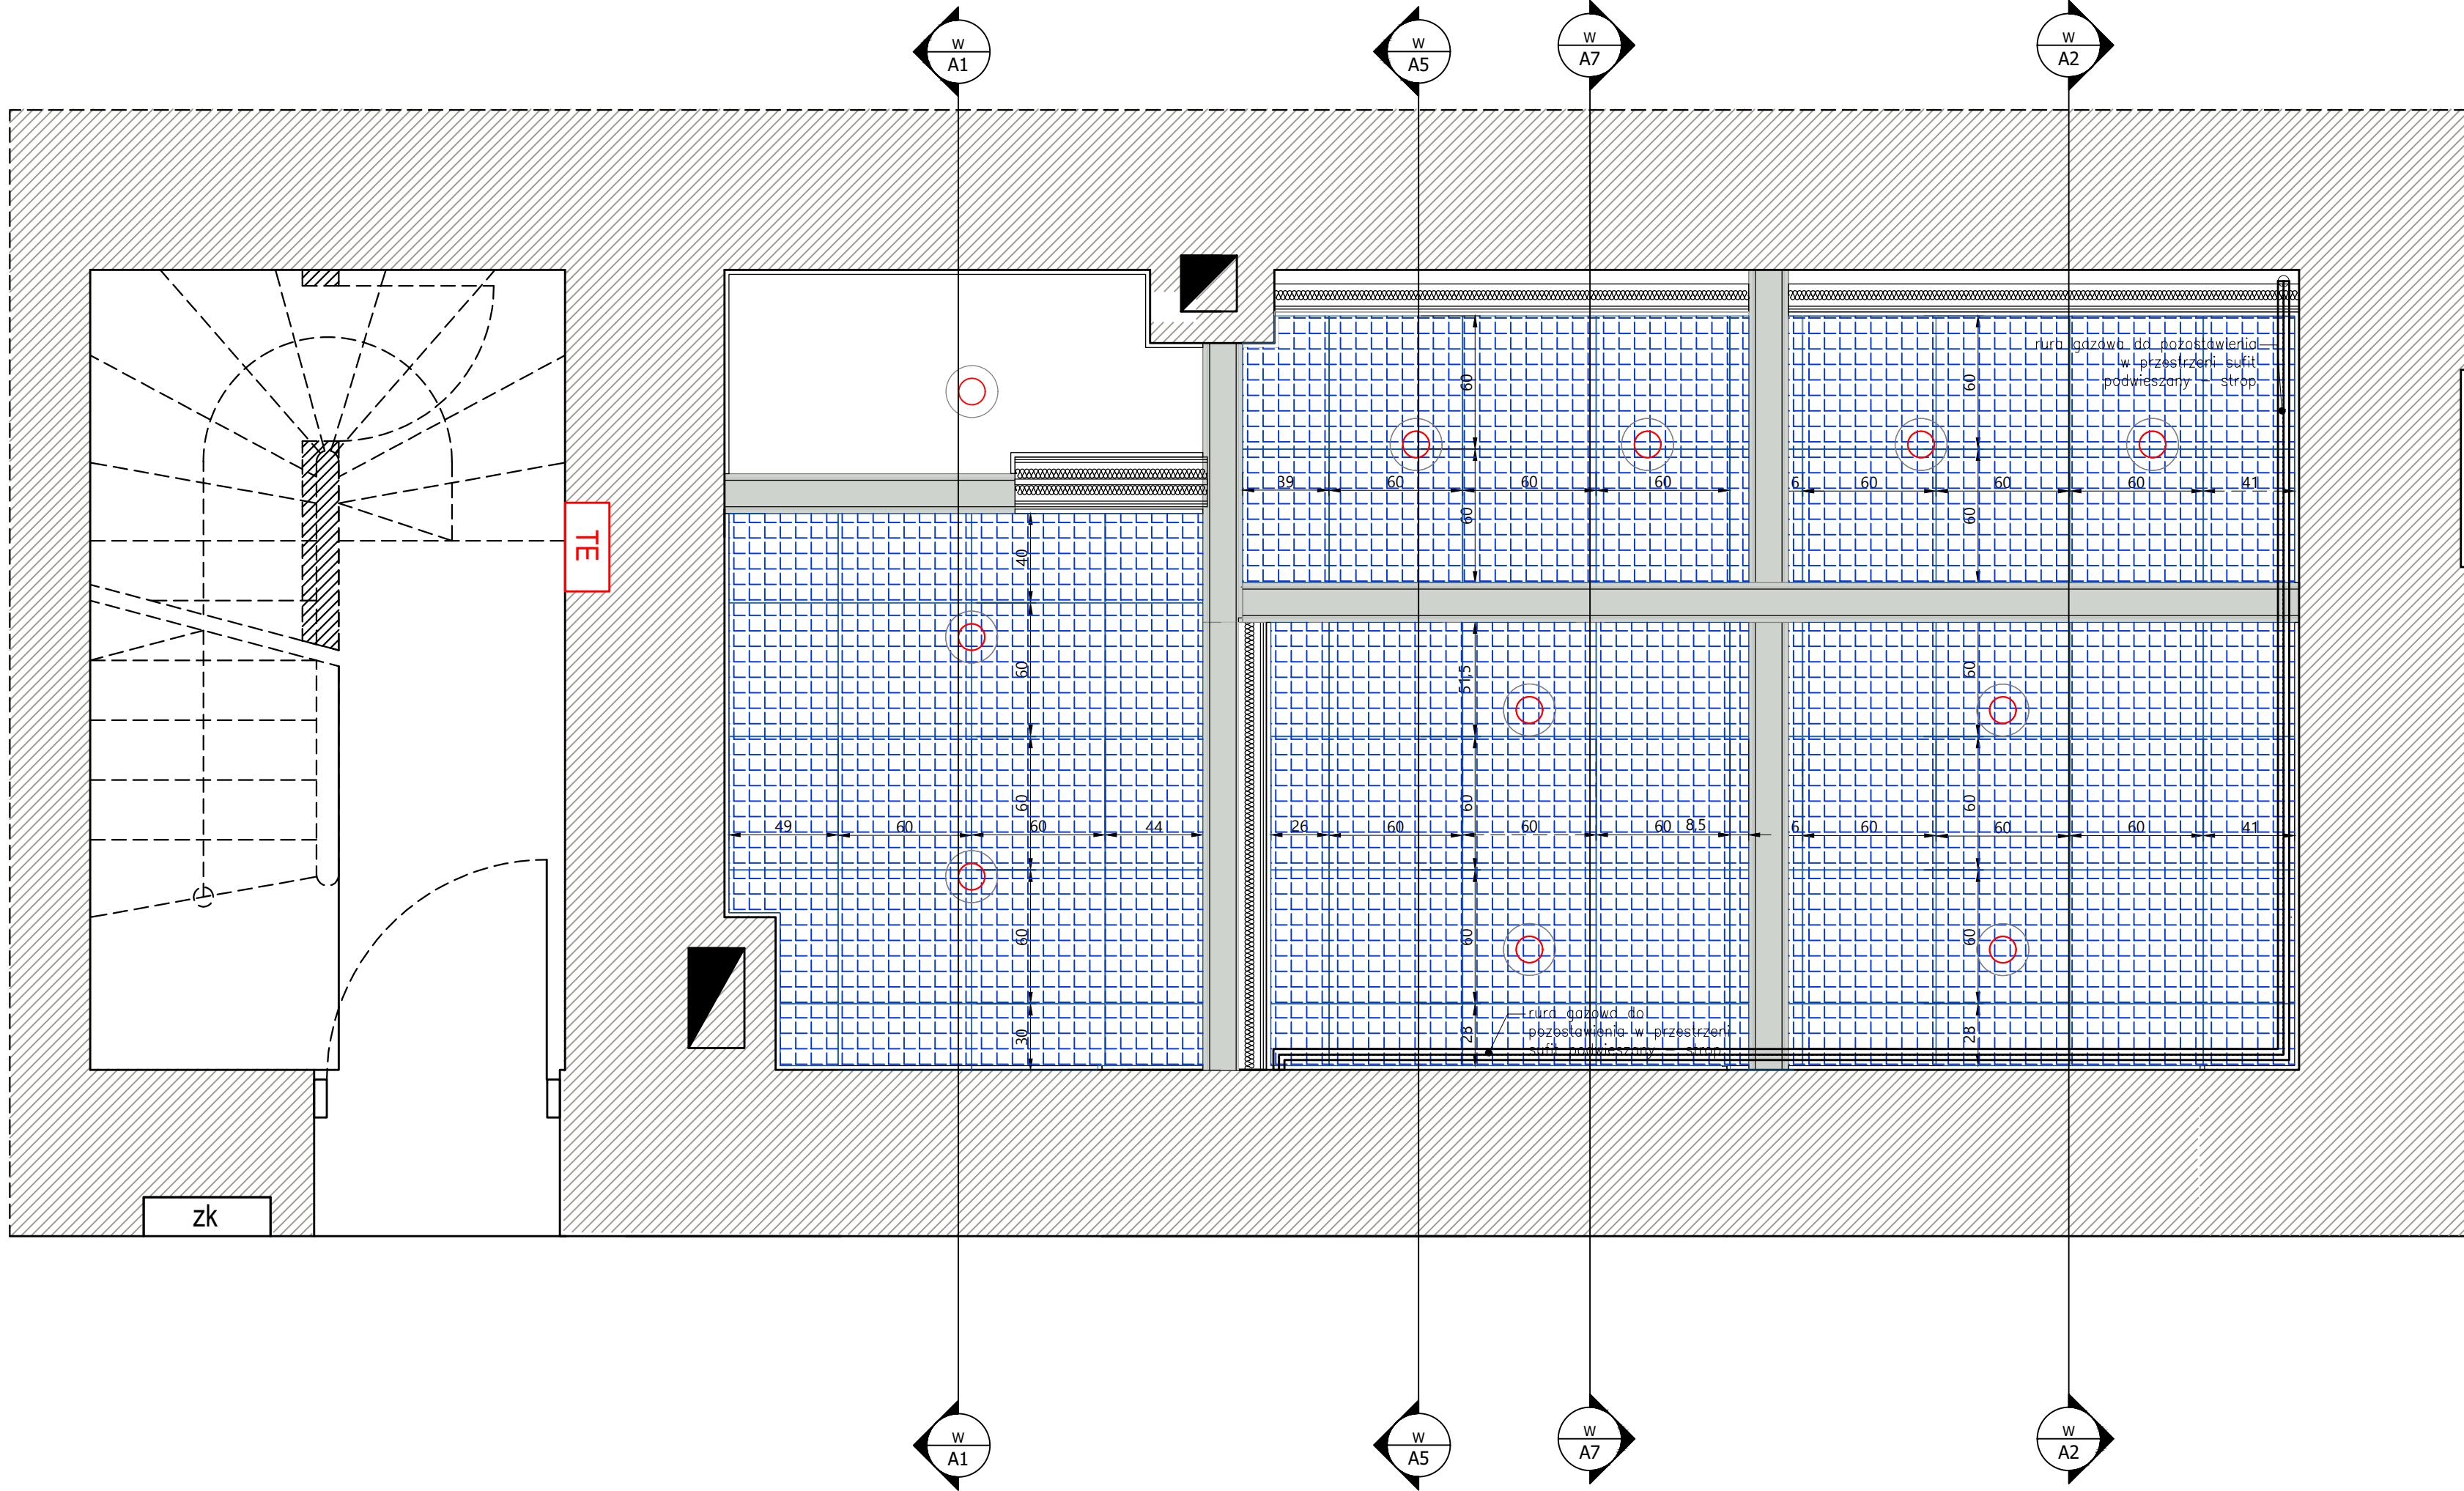 W
A1
W
A5
W
A7
W
A2
rura gazowa do pozostawienia
w przestrzeni sufit
podwieszany - strop
60
60
39
60
60
60
60
60
6
60
60
60
41
TE
40
60
51,5
60
60
60
60
49
60
60
44
26
60
60
60
8,5
6
60
60
60
41
60
60
60
30
28
28
rura gazowa do
pozostawienia w przestrzeni
sufit podwieszany - strop
zk
W
A1
W
A5
W
A7
W
A2